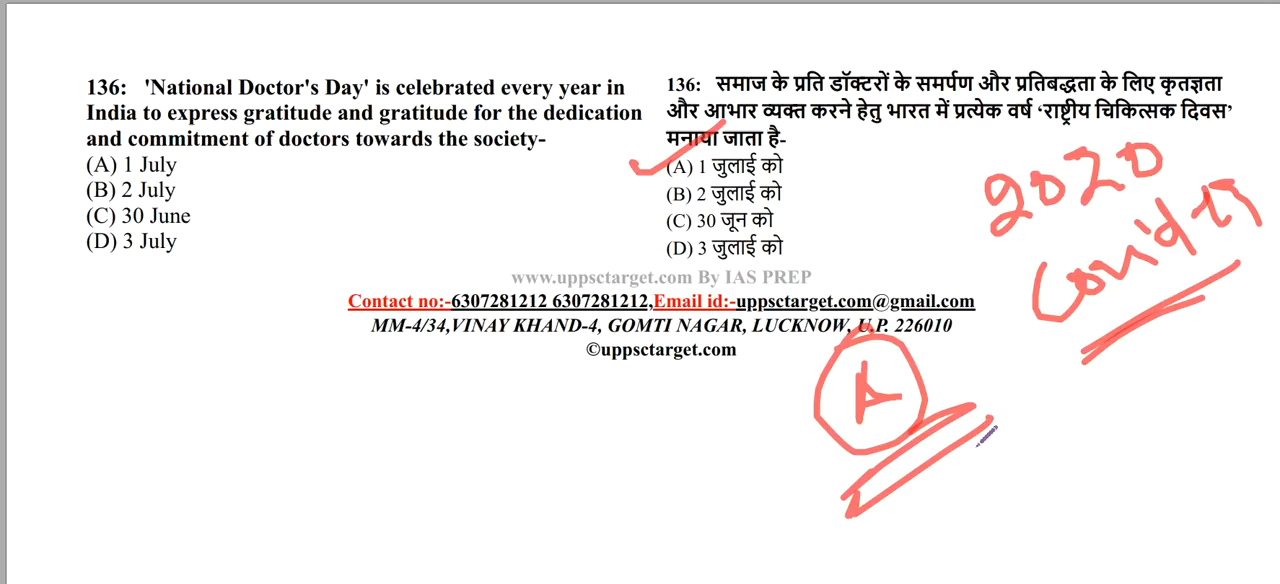 136: 'National Doctor's Day' is celebrated every year in
India to express gratitude and gratitude for the dedication
and commitment of doctors towards the society-
(A) 1 July
(B) 2 July
(C) 30 June
(D) 3 July
136: समाज के प्रति डॉक्टरों के समर्पण और प्रतिबद्धता के लिए कृतज्ञता
और आभार व्यक्त करने हेतु भारत में प्रत्येक वर्ष ‘राष्ट्रीय चिकित्सक दिवस’
मनाया जाता है-
(A) 1 जुलाई को
(B) 2 जुलाई को
(C) 30 जून को
(D) 3 जुलाई को
2020
Covid 19
www.uppsctarget.com By IAS PREP
Contact no:-6307281212 6307281212,Email id:-uppsctarget.com@gmail.com
MM-4/34,VINAY KHAND-4, GOMTI NAGAR, LUCKNOW, U.P. 226010
©uppsctarget.com
A